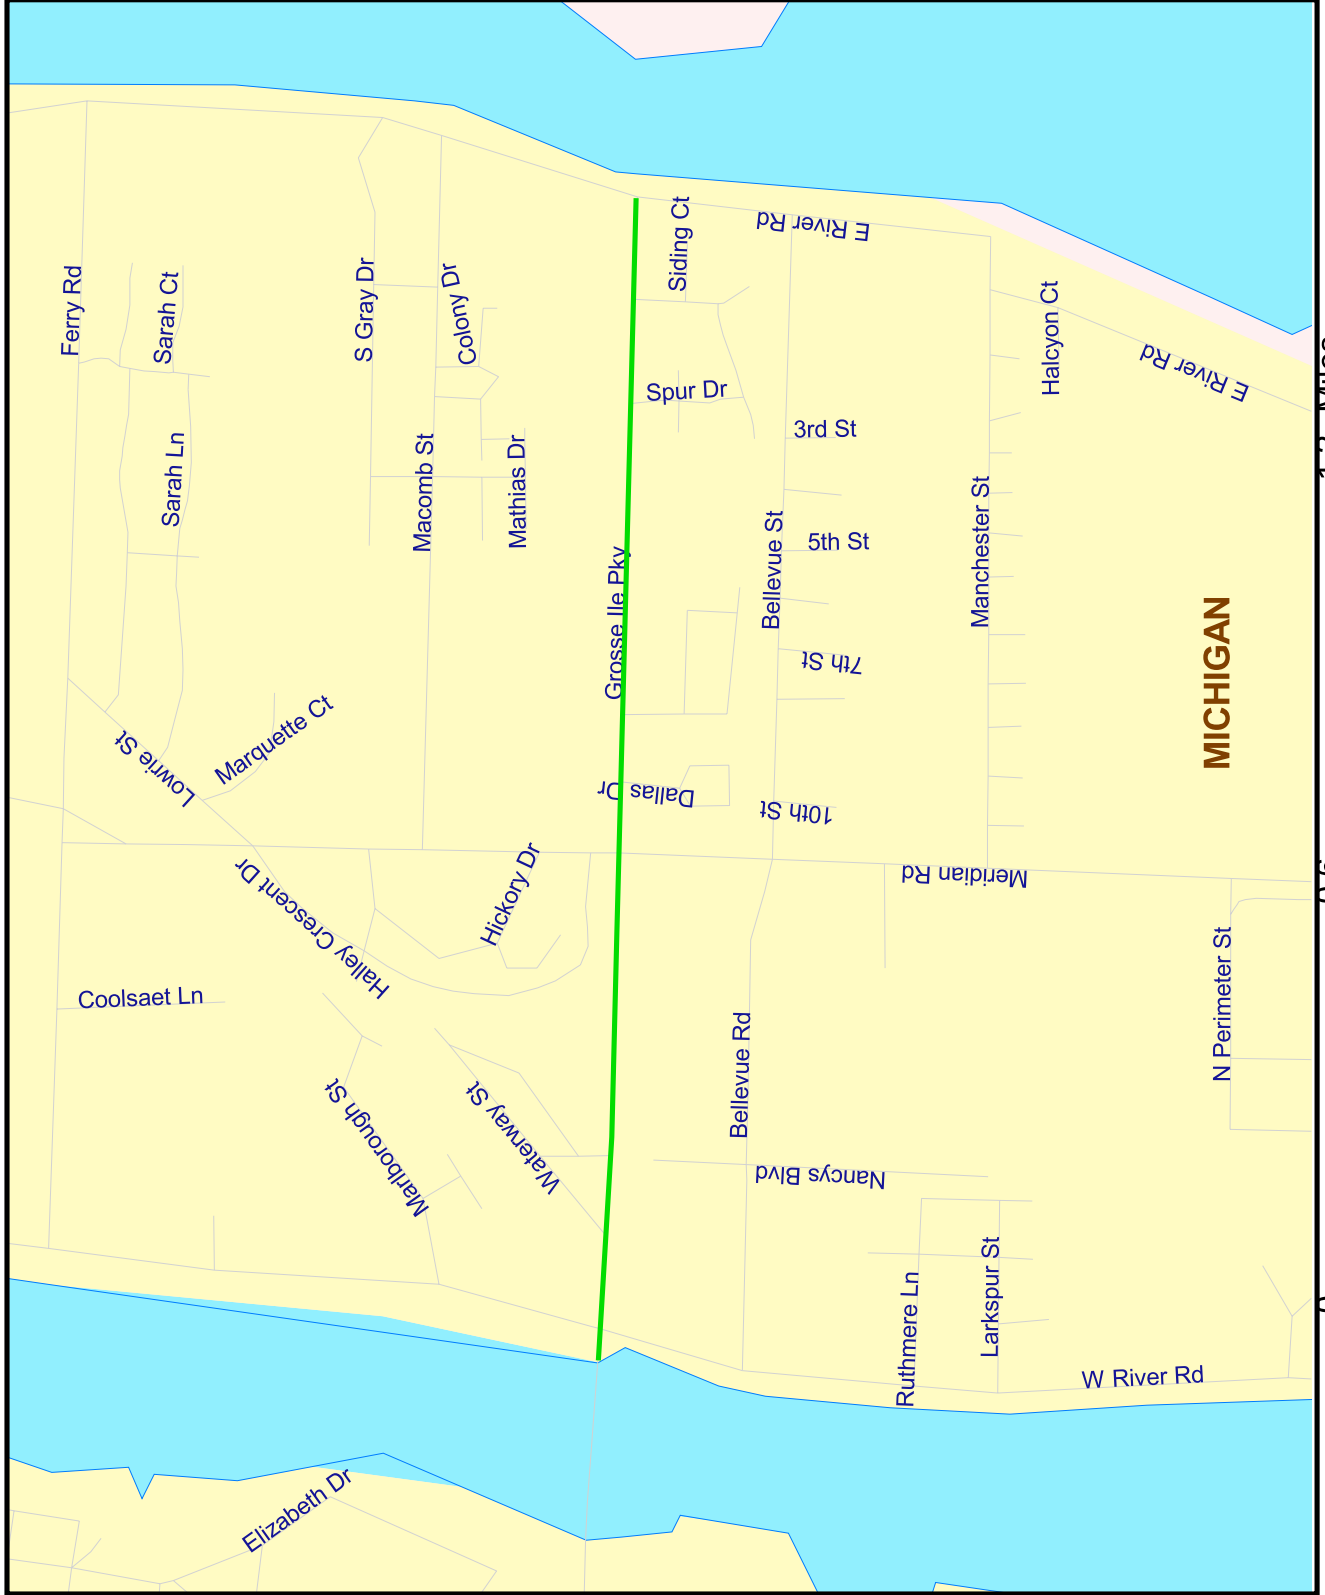 Siding Ct
E River Rd
Ferry Rd
Sarah Ct
S Gray Dr
Colony Dr
Halcyon Ct
E River Rd
Spur Dr
3rd St
Sarah Ln
Macomb St
Mathias Dr
Bellevue St
5th St
Manchester St
Grosse Ile Pky
7th St
MICHIGAN
Marquette Ct
Lowrie St
Dallas Dr
10th St
Hickory Dr
Meridian Rd
Halley Crescent Dr
Coolsaet Ln
N Perimeter St
Bellevue Rd
Marlborough St
Waterway St
Nancys Blvd
Ruthmere Ln
Larkspur St
W River Rd
Elizabeth Dr